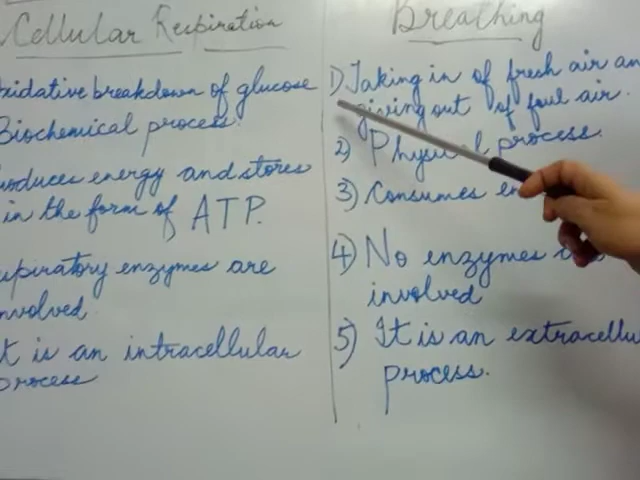 Cellular Respiration
oxidative breakdown of glucose
Biochemical process.
produces energy and stores
in the form of ATP.
respiratory enzymes are
involved
It is an intracellular
process
Breathing
1) Taking in of fresh air an
giving out of foul air.
2) Physical process.
3) Consumes en
4) No enzymes
involved
5) It is an extracellu
process.